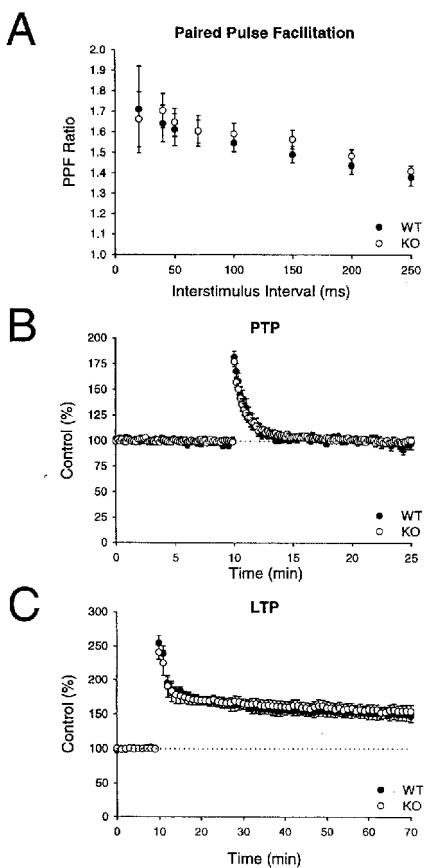 A
Paired Pulse Facilitation
2.0
1.9
1.8
1.7
1.6
1.5
1.4
1.3
1.2
1.1
1.0
PPF Ratio
WT
KO
0 50 100 150 200 250
Interstimulus Interval (ms)
B
PTP
200
175
150
125
100
75
50
25
0
Control (%)
WT
KO
0 5 10 15 20 25
Time (min)
C
LTP
300
250
200
150
100
50
0
Control (%)
WT
KO
0 10 20 30 40 50 60 70
Time (min)